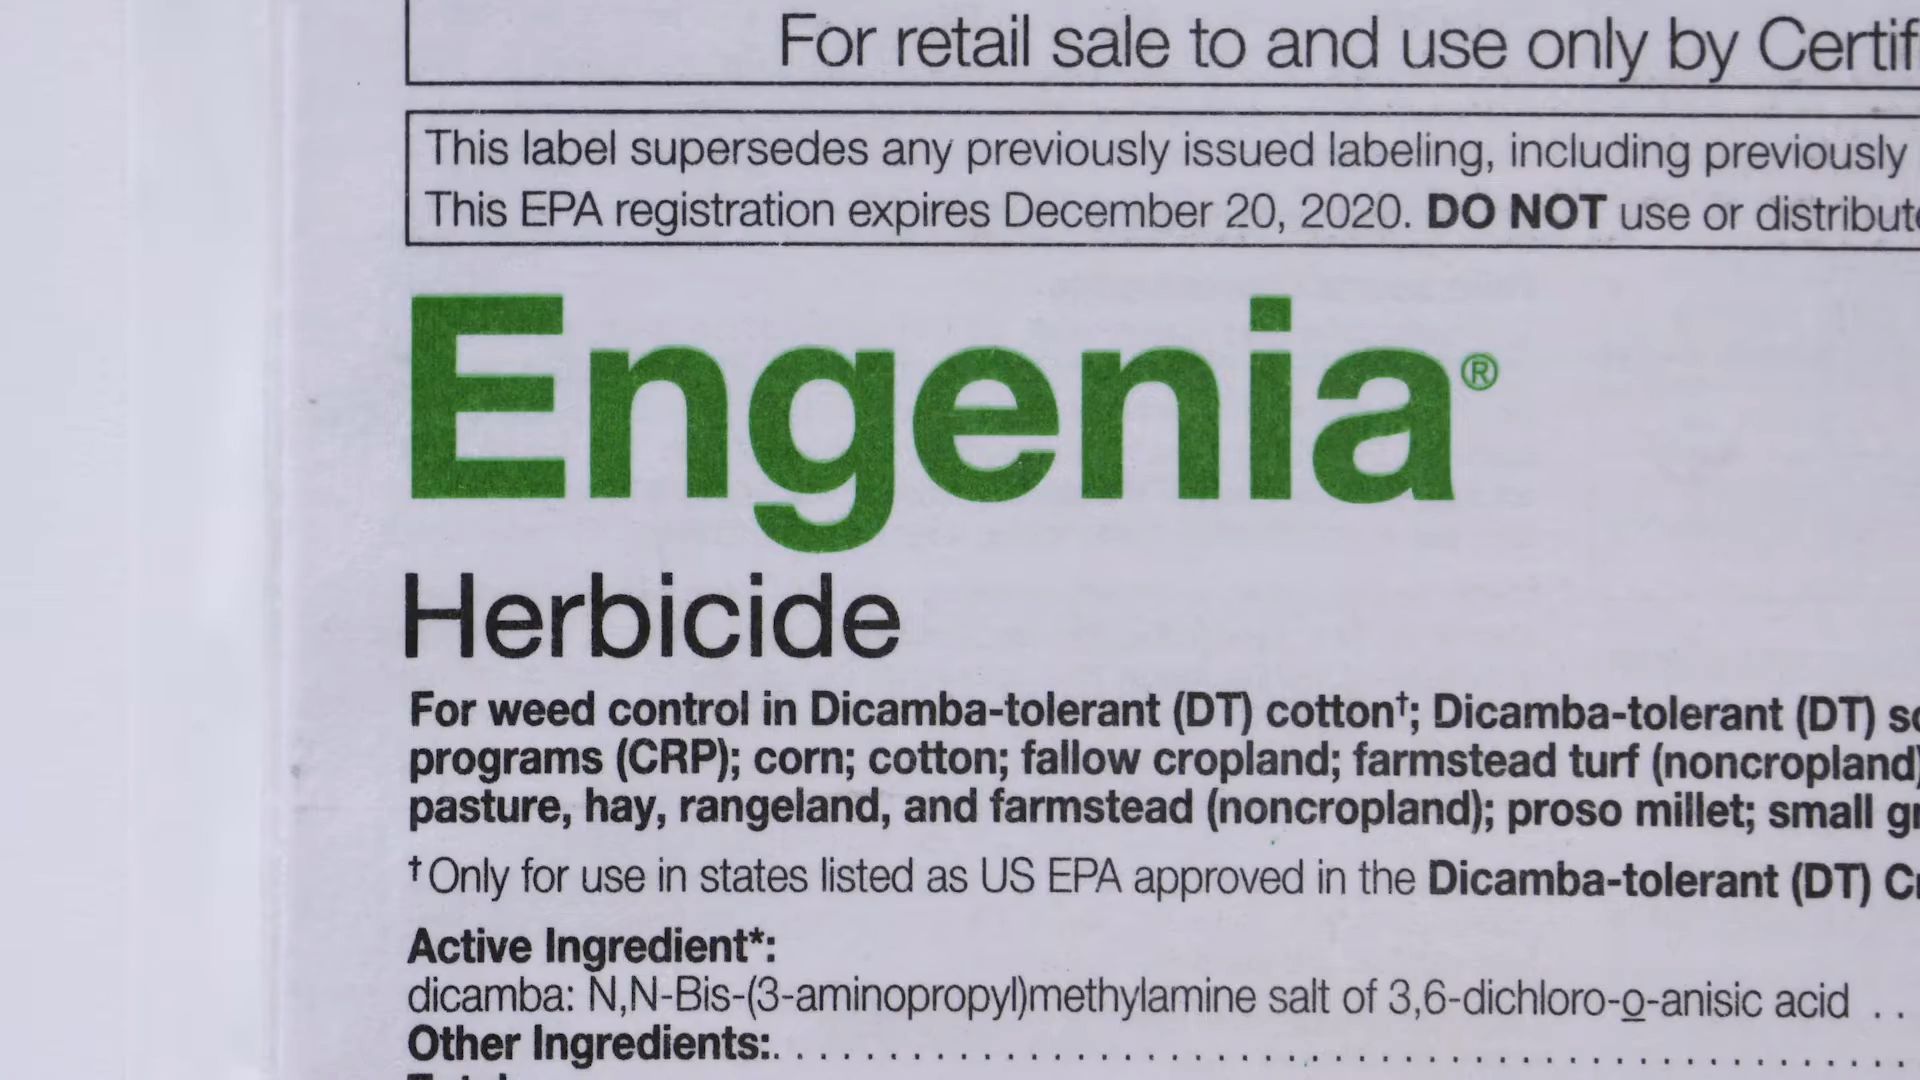 For retail sale to and use only by
This label supersedes any previously issued labeling, including previously
This EPA registration expires December 20, 2020. DO NOT use or
Engenia®
Herbicide
For weed control in Dicamba-tolerant (DT) cotton†; Dicamba-tolerant (DT)
programs (CRP); corn; cotton; fallow cropland; farmstead turf (noncropland)
pasture, hay, rangeland, and farmstead (noncropland); proso millet; small
†Only for use in states listed as US EPA approved in the Dicamba-tolerant (DT)
Active Ingredient*:
dicamba: N,N-Bis-(3-aminopropyl)methylamine salt of 3,6-dichloro-o-anisic acid . .
Other Ingredients:. . . . . . . . . . . . . . . . . . . . . . . . . . . . . . . . . . . . . . . . . . . . . . . . . .